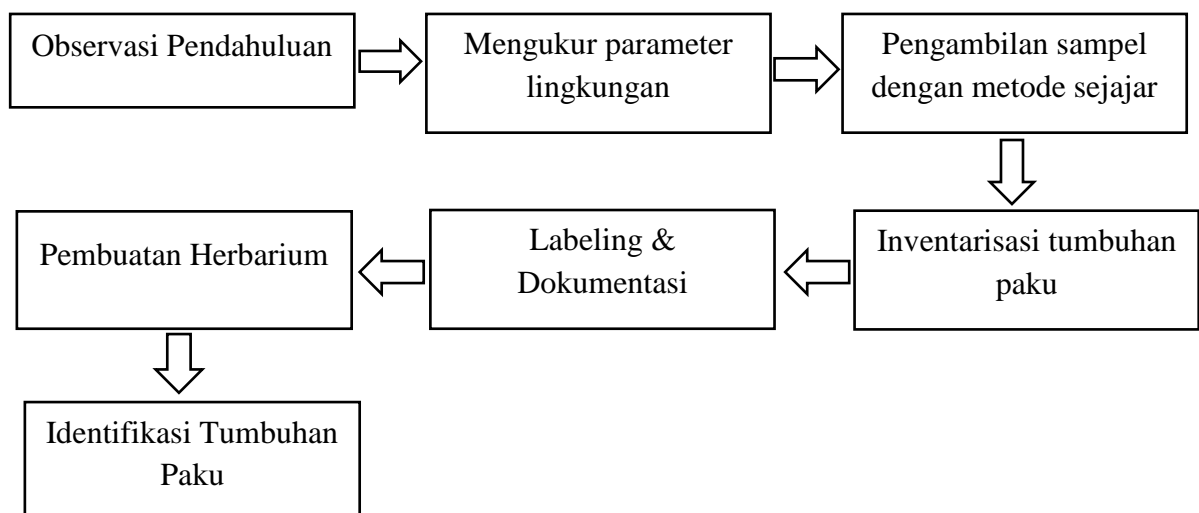 Observasi Pendahuluan
Mengukur parameter
lingkungan
Pengambilan sampel
dengan metode sejajar
Inventarisasi tumbuhan
paku
Labeling &
Dokumentasi
Pembuatan Herbarium
Identifikasi Tumbuhan
Paku